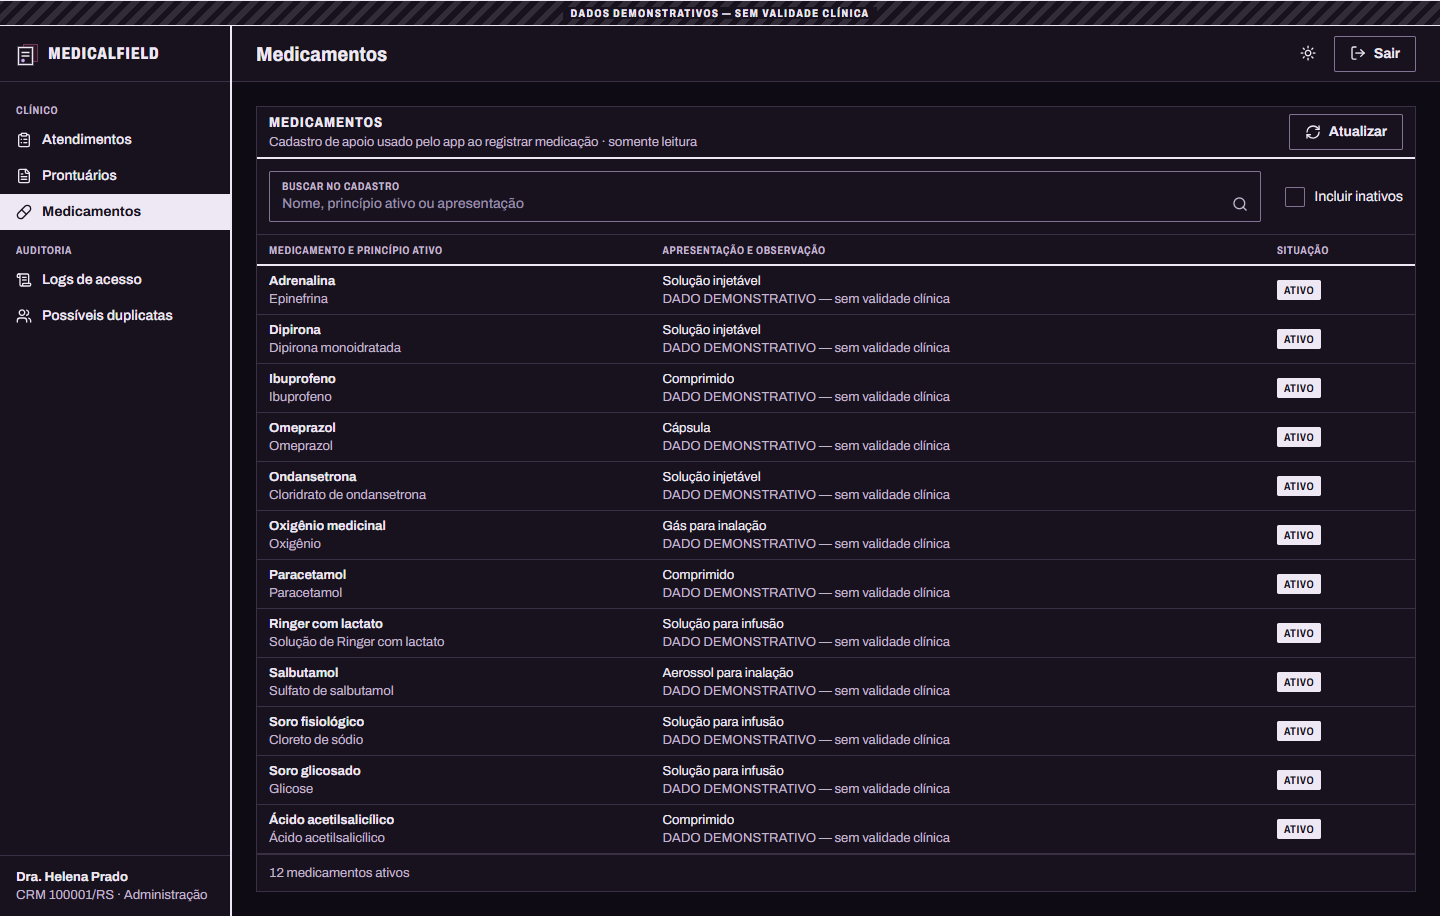 DADOS DEMONSTRATIVOS — SEM VALIDADE CLÍNICA
MEDICALFIELD
Medicamentos
Sair
CLÍNICO
Atendimentos
Prontuários
Medicamentos
AUDITORIA
Logs de acesso
Possíveis duplicatas
MEDICAMENTOS
Cadastro de apoio usado pelo app ao registrar medicação · somente leitura
Atualizar
BUSCAR NO CADASTRO
Nome, princípio ativo ou apresentação
Incluir inativos
MEDICAMENTO E PRINCÍPIO ATIVO APRESENTAÇÃO E OBSERVAÇÃO SITUAÇÃO
Adrenalina Solução injetável
Epinefrina DADO DEMONSTRATIVO — sem validade clínica
ATIVO
Dipirona Solução injetável
Dipirona monoidratada DADO DEMONSTRATIVO — sem validade clínica
ATIVO
Ibuprofeno Comprimido
Ibuprofeno DADO DEMONSTRATIVO — sem validade clínica
ATIVO
Omeprazol Cápsula
Omeprazol DADO DEMONSTRATIVO — sem validade clínica
ATIVO
Ondansetrona Solução injetável
Cloridrato de ondansetrona DADO DEMONSTRATIVO — sem validade clínica
ATIVO
Oxigênio medicinal Gás para inalação
Oxigênio DADO DEMONSTRATIVO — sem validade clínica
ATIVO
Paracetamol Comprimido
Paracetamol DADO DEMONSTRATIVO — sem validade clínica
ATIVO
Ringer com lactato Solução para infusão
Solução de Ringer com lactato DADO DEMONSTRATIVO — sem validade clínica
ATIVO
Salbutamol Aerossol para inalação
Sulfato de salbutamol DADO DEMONSTRATIVO — sem validade clínica
ATIVO
Soro fisiológico Solução para infusão
Cloreto de sódio DADO DEMONSTRATIVO — sem validade clínica
ATIVO
Soro glicosado Solução para infusão
Glicose DADO DEMONSTRATIVO — sem validade clínica
ATIVO
Ácido acetilsalicílico Comprimido
Ácido acetilsalicílico DADO DEMONSTRATIVO — sem validade clínica
ATIVO
12 medicamentos ativos
Dra. Helena Prado
CRM 100001/RS · Administração